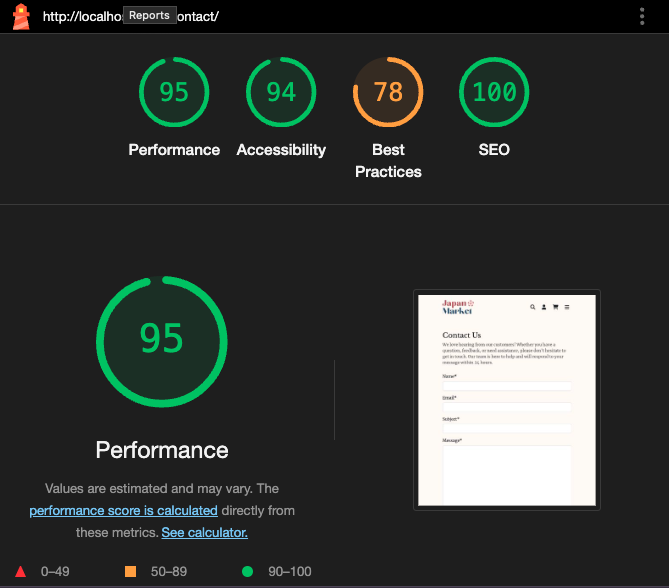 http://localho
Reports
ontact/
95
94
78
100
Performance
Accessibility
Best
Practices
SEO
95
Performance
Values are estimated and may vary. The
performance score is calculated directly from
these metrics. See calculator.
0–49
50–89
90–100
Japan
Market
Contact Us
We love hearing from our customers! Whether you have a
question, feedback, or need assistance, please don't hesitate to
get in touch. Our team is here to help and will respond to your
message within 24 hours.
Name*
Email*
Subject*
Message*